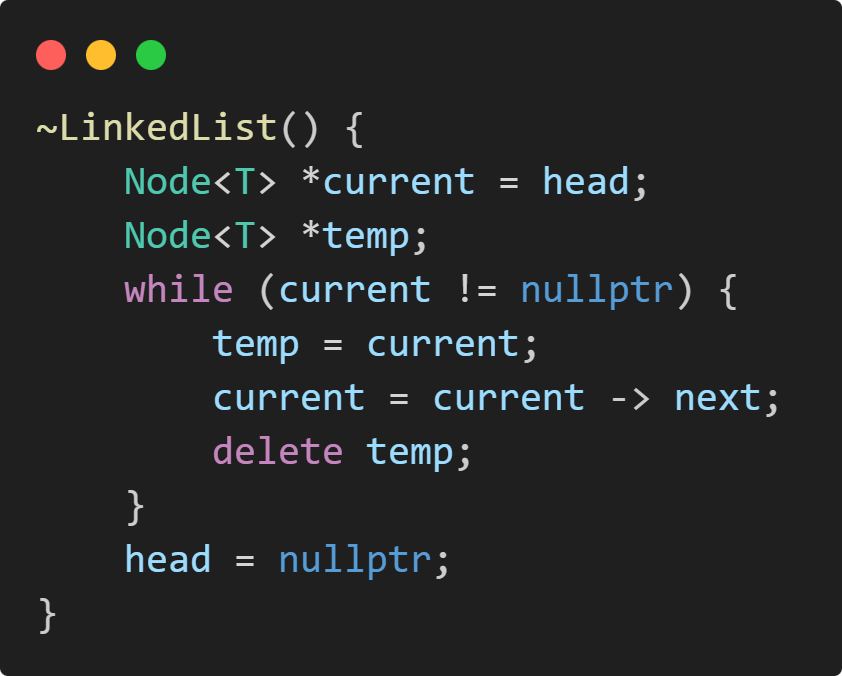 ~LinkedList() {
    Node<T> *current = head;
    Node<T> *temp;
    while (current != nullptr) {
        temp = current;
        current = current -> next;
        delete temp;
    }
    head = nullptr;
}